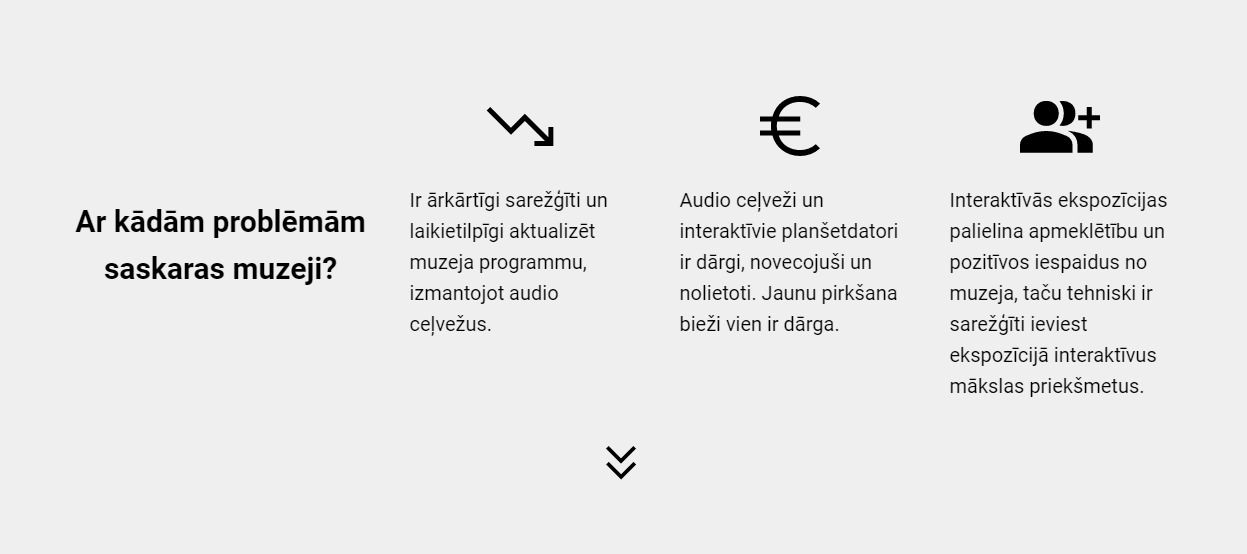 Ar kādām problēmām
saskaras muzeji?
Ir ārkārtīgi sarežģīti un
laikietilpīgi aktualizēt
muzeja programmu,
izmantojot audio
ceļvežus.
Audio ceļveži un
interaktīvie planšetdatori
ir dārgi, novecojuši un
nolietoti. Jaunu pirkšana
bieži vien ir dārga.
Interaktīvās ekspozīcijas
palielina apmeklētību un
pozitīvos iespaidus no
muzeja, taču tehniski ir
sarežģīti ieviest
ekspozīcijā interaktīvus
mākslas priekšmetus.